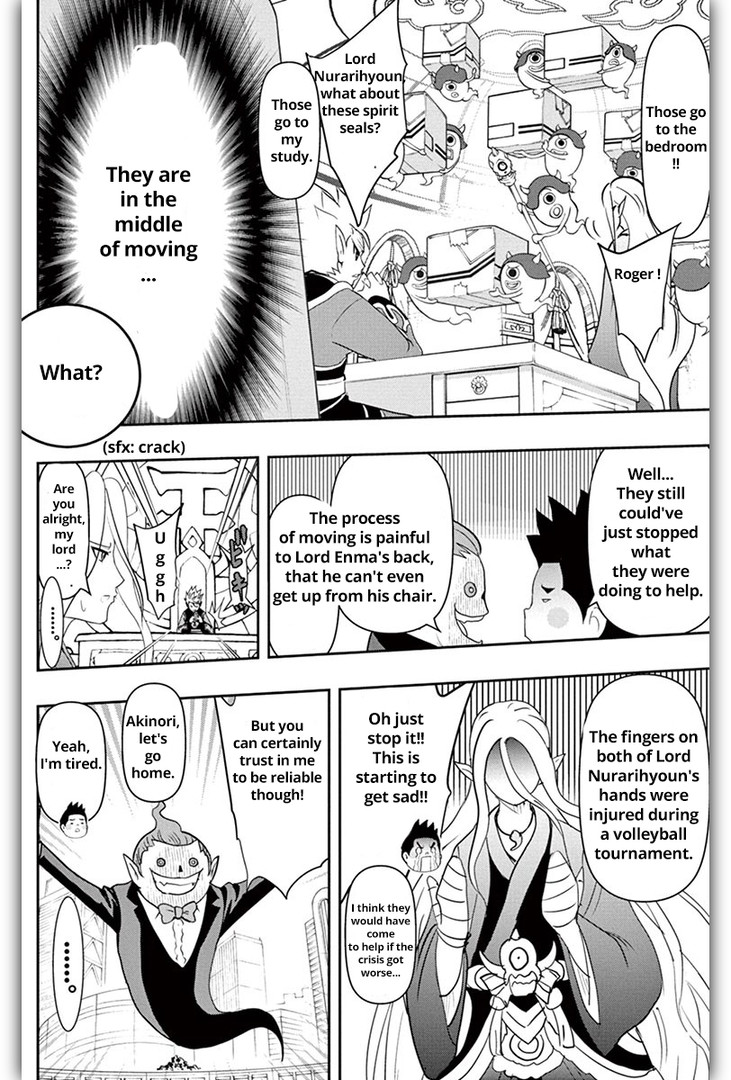 Those go
to the
bedroom
!!
Roger !
Lord
Nurarihyoun,
what about
these spirit
seals?
Those
go to
my
study.
They are
in the
middle
of moving
...
What?
Well...
They still
could've
just stopped
what
they were
doing to help.
The process
of moving is painful
to Lord Enma's back,
that he can't even
get up from his chair.
(sfx: crack)
ビキッ
Uggh
Are
you
alright,
my
lord
...?
......。
The fingers on
both of Lord
Nurarihyoun's
hands were
injured during
a volleyball
tournament.
Oh just
stop it!!
This is
starting to
get sad!!
I think they
would have
come
to help if the
crisis got
worse...
But you
can certainly
trust in me
to be reliable
though!
Akinori,
let's
go
home.
Yeah,
I'm tired.
......。